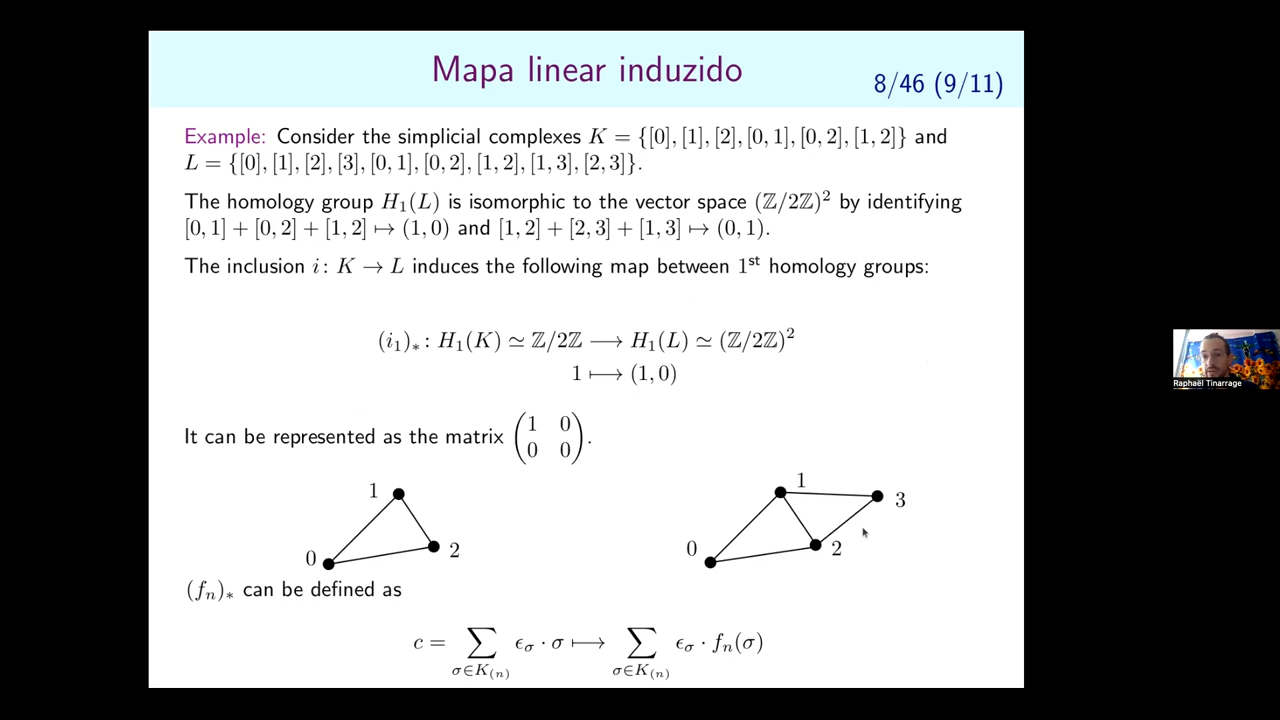 Mapa linear induzido
8/46 (9/11)
Example: Consider the simplicial complexes K = {[0], [1], [2], [0, 1], [0, 2], [1, 2]} and
L = {[0], [1], [2], [3], [0, 1], [0, 2], [1, 2], [1, 3], [2, 3]}.
The homology group H₁(L) is isomorphic to the vector space (ℤ/2ℤ)² by identifying
[0, 1] + [0, 2] + [1, 2] ↦ (1, 0) and [1, 2] + [2, 3] + [1, 3] ↦ (0, 1).
The inclusion i: K → L induces the following map between 1st homology groups:
(i₁)∗: H₁(K) ≃ ℤ/2ℤ ⟶ H₁(L) ≃ (ℤ/2ℤ)²
1 ⟼ (1, 0)
It can be represented as the matrix (1 0
0 0).
1
0
2
1
3
0
2
(fₙ)∗ can be defined as
c = ∑ ϵ_σ · σ ⟼ ∑ ϵ_σ · fₙ(σ)
σ∈K₍ₙ₎ σ∈K₍ₙ₎
Raphaël Tinarrage